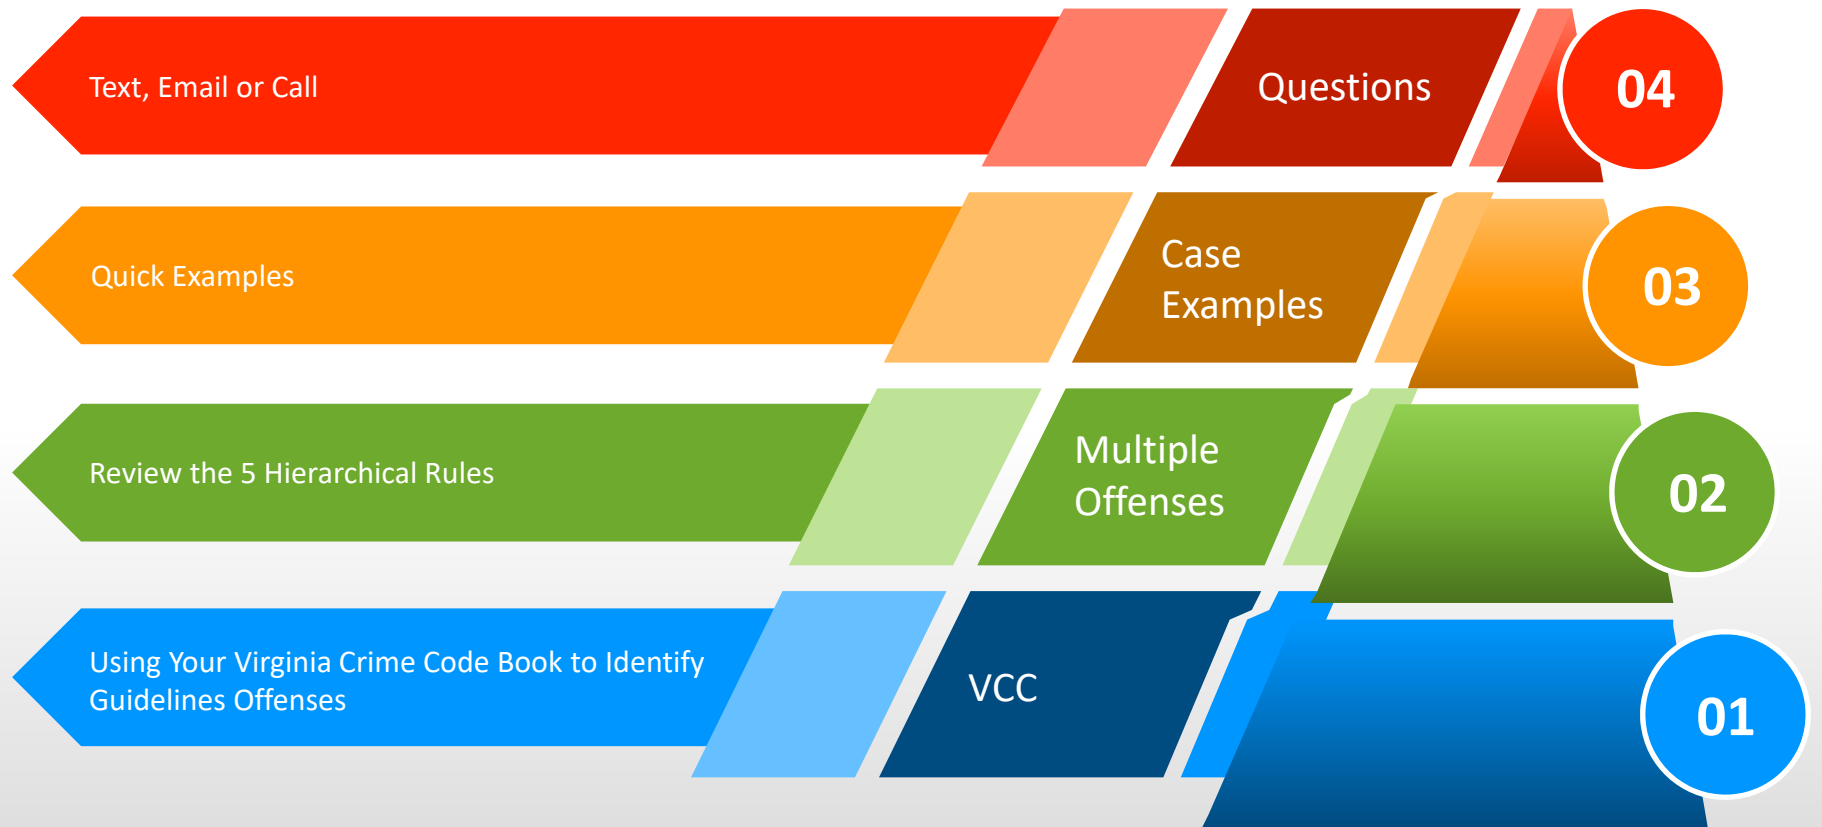 Text, Email or Call
Questions
04
Quick Examples
Case
Examples
03
Review the 5 Hierarchical Rules
Multiple
Offenses
02
Using Your Virginia Crime Code Book to Identify
Guidelines Offenses
VCC
01